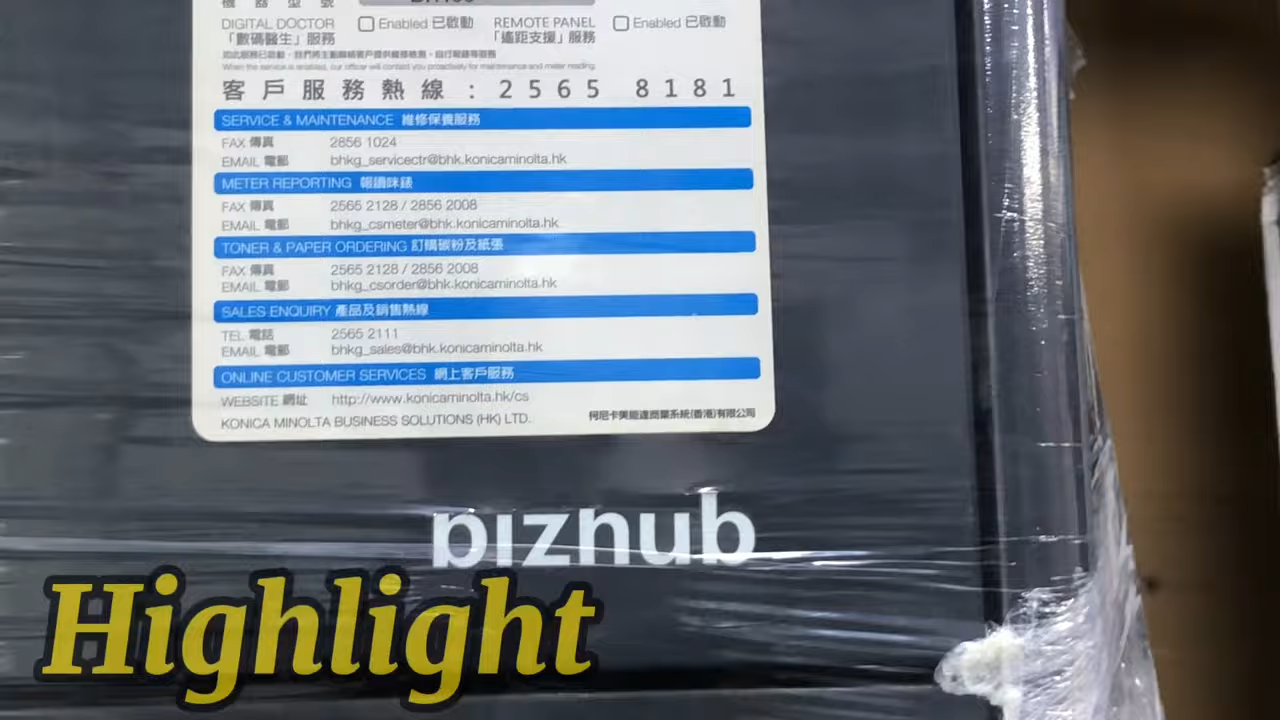 機 器 型 號
DIGITAL DOCTOR
「數碼醫生」服務
Enabled 已啟動
REMOTE PANEL
「遙距支援」服務
Enabled 已啟動
When the service is enabled, our officer will contact you proactively for maintenance and meter reading.
客戶服務熱線：2565 8181
SERVICE & MAINTENANCE 維修保養服務
FAX 傳真 2856 1024
EMAIL 電郵 bhkg_servicectr@bhk.konicaminolta.hk
METER REPORTING 報讀咪錶
FAX 傳真 2565 2128 / 2856 2008
EMAIL 電郵 bhkg_csmeter@bhk.konicaminolta.hk
TONER & PAPER ORDERING 訂購碳粉及紙張
FAX 傳真 2565 2128 / 2856 2008
EMAIL 電郵 bhkg_csorder@bhk.konicaminolta.hk
SALES ENQUIRY 產品及銷售熱線
TEL 電話 2565 2111
EMAIL 電郵 bhkg_sales@bhk.konicaminolta.hk
ONLINE CUSTOMER SERVICES 網上客戶服務
WEBSITE 網址 http://www.konicaminolta.hk/cs
KONICA MINOLTA BUSINESS SOLUTIONS (HK) LTD. 柯尼卡美能達商業系統(香港)有限公司
bizhub
Highlight